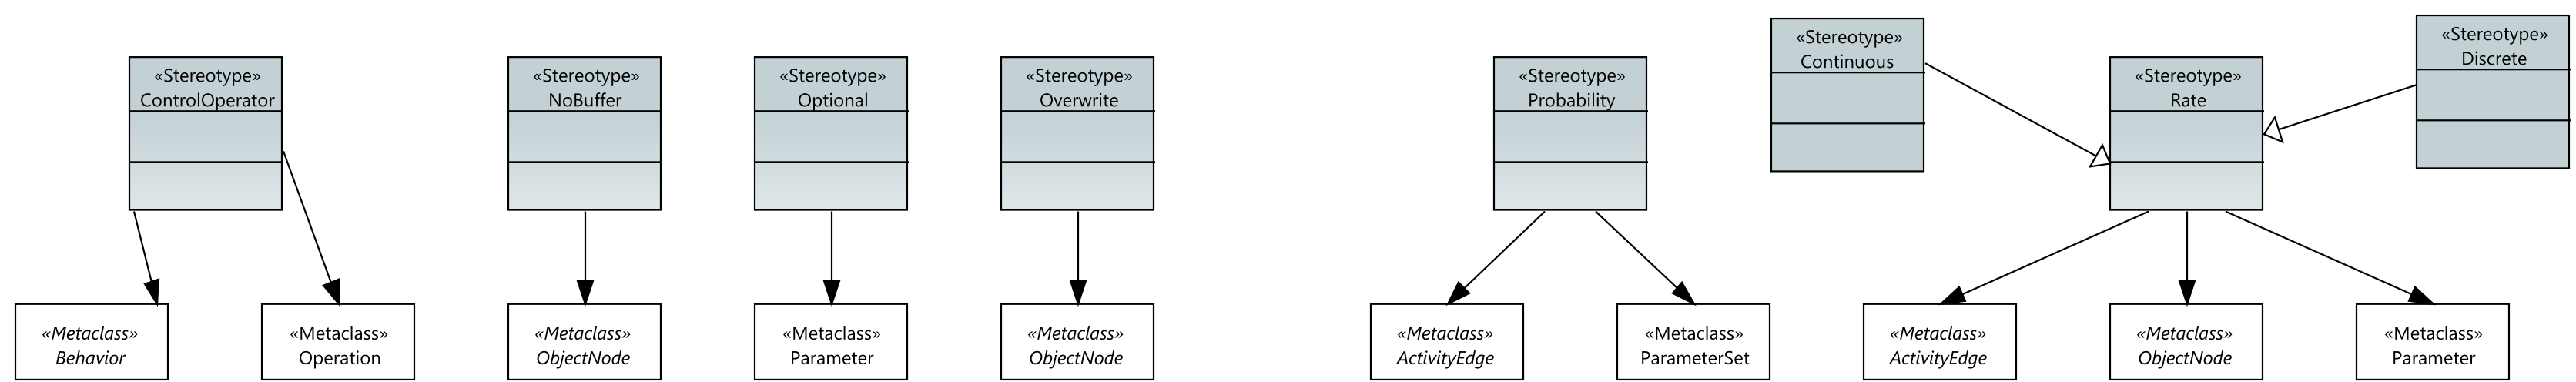 «Stereotype»
ControlOperator
«Stereotype»
NoBuffer
«Stereotype»
Optional
«Stereotype»
Overwrite
«Stereotype»
Probability
«Stereotype»
Continuous
«Stereotype»
Rate
«Stereotype»
Discrete
«Metaclass»
Behavior
«Metaclass»
Operation
«Metaclass»
ObjectNode
«Metaclass»
Parameter
«Metaclass»
ObjectNode
«Metaclass»
ActivityEdge
«Metaclass»
ParameterSet
«Metaclass»
ActivityEdge
«Metaclass»
ObjectNode
«Metaclass»
Parameter